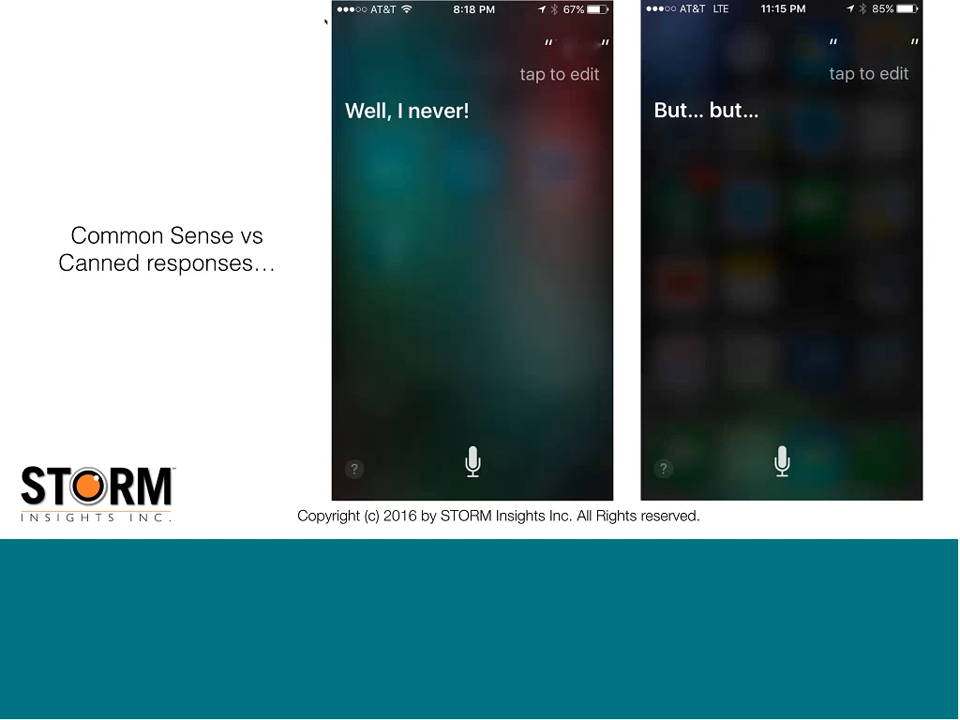 AT&T 8:18 PM 67%
" "
tap to edit
Well, I never!
?
AT&T LTE 11:15 PM 85%
" "
tap to edit
But... but...
?
Common Sense vs
Canned responses...
STORM™
INSIGHTS INC.
Copyright (c) 2016 by STORM Insights Inc. All Rights reserved.